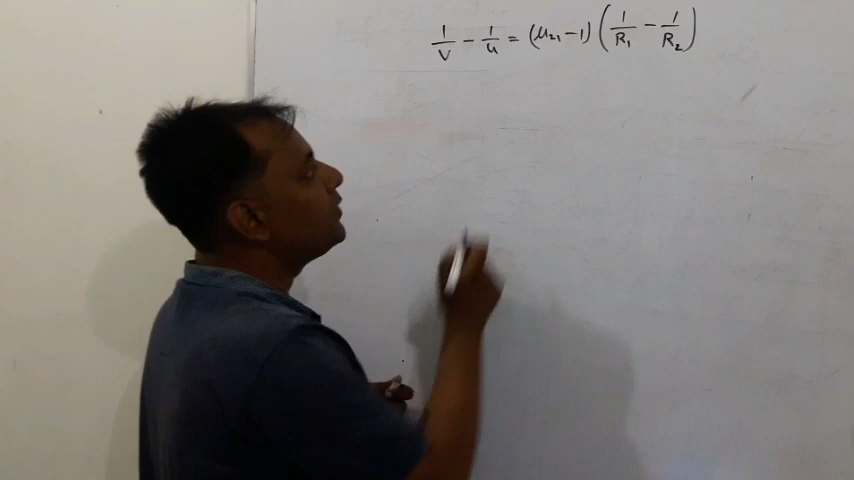 1/v - 1/u = (μ₂₁ - 1) (1/R₁ - 1/R₂)